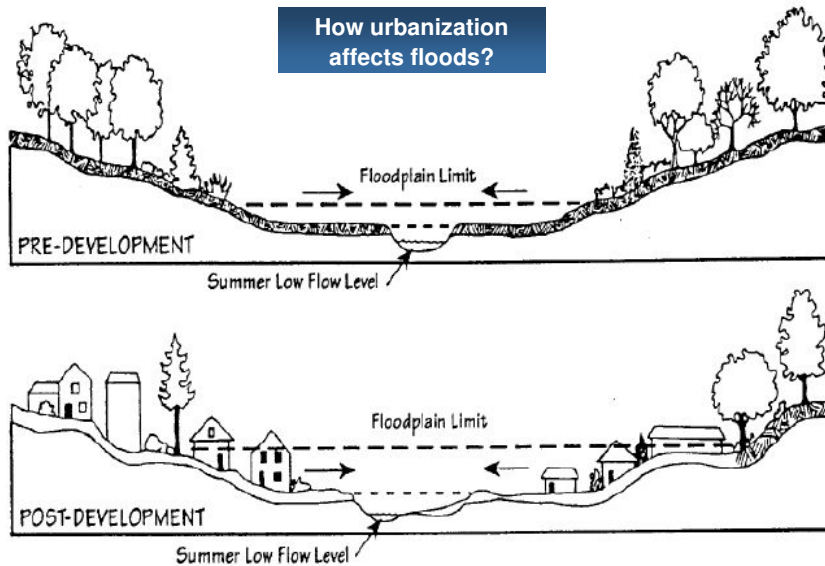 How urbanization
affects floods?
Floodplain Limit
PRE-DEVELOPMENT
Summer Low Flow Level
Floodplain Limit
POST-DEVELOPMENT
Summer Low Flow Level